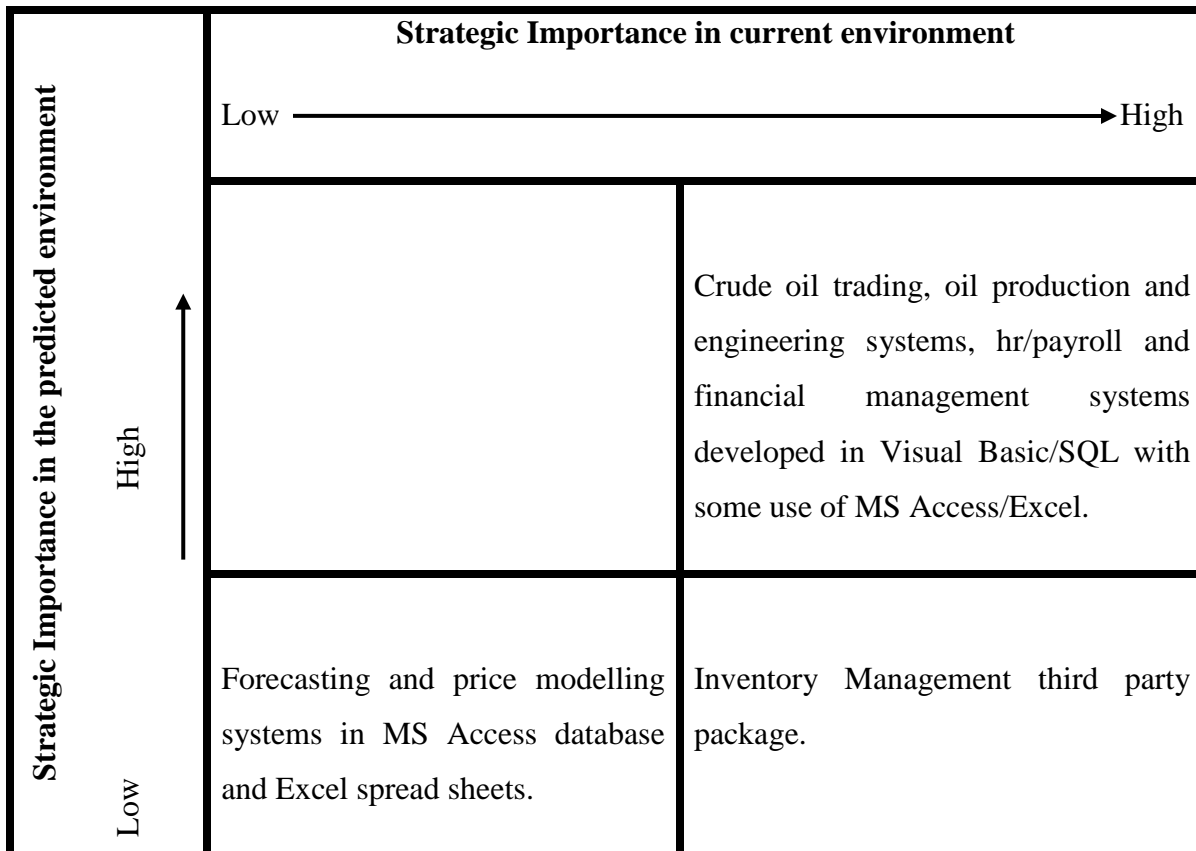 Strategic Importance in current environment
Low
High
Strategic Importance in the predicted environment
High
Low
Crude oil trading, oil production and
engineering systems, hr/payroll and
financial management systems
developed in Visual Basic/SQL with
some use of MS Access/Excel.
Forecasting and price modelling
systems in MS Access database
and Excel spread sheets.
Inventory Management third party
package.